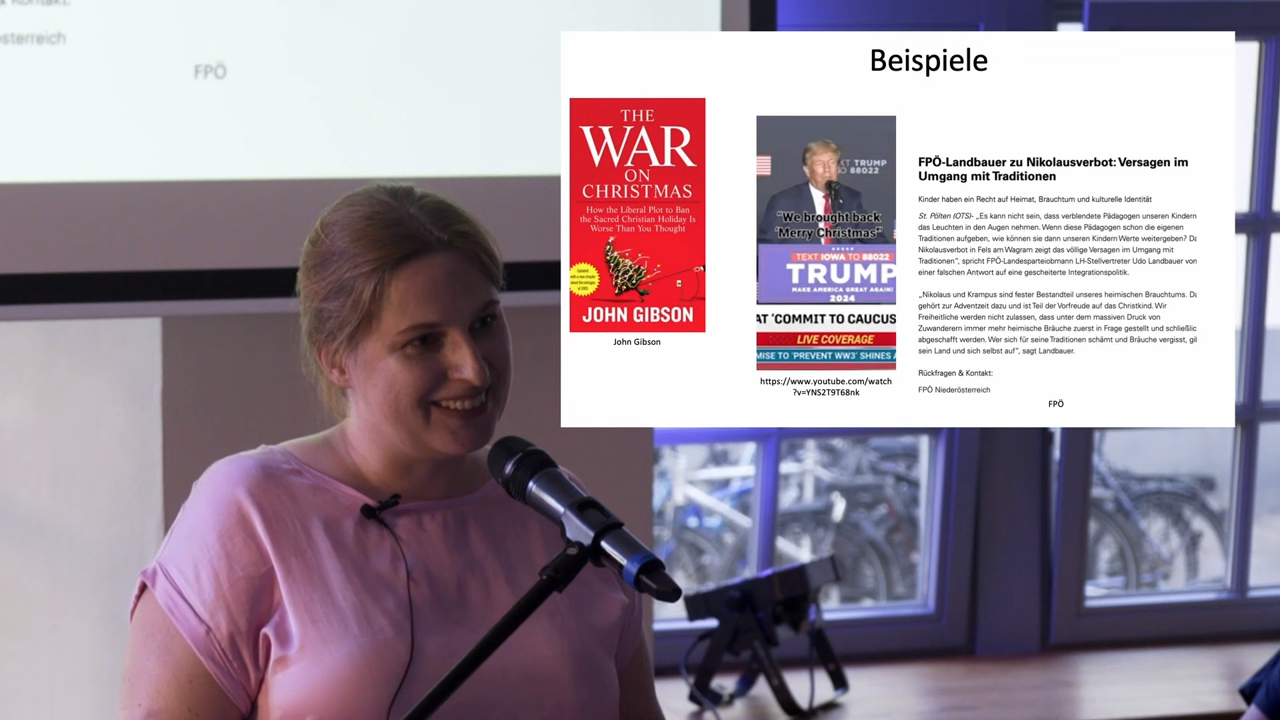 sterreich
FPÖ
Beispiele
THE
WAR
ON
CHRISTMAS
How the Liberal Plot to Ban
the Sacred Christian Holiday Is
Worse Than You Thought
JOHN GIBSON
John Gibson
XT TRUMP
O 88022
"We brought back
'Merry Christmas"
TEXT IOWA TO 88022
TRUMP
MAKE AMERICA GREAT AGAIN!
2024
AT 'COMMIT TO CAUCUS
LIVE COVERAGE
MISE TO 'PREVENT WW3' SHINES A
https://www.youtube.com/watch
?v=YNS2T9T68nk
FPÖ-Landbauer zu Nikolausverbot: Versagen im
Umgang mit Traditionen
Kinder haben ein Recht auf Heimat, Brauchtum und kulturelle Identität
St. Pölten (OTS)- „Es kann nicht sein, dass verblendete Pädagogen unseren Kindern
das Leuchten in den Augen nehmen. Wenn diese Pädagogen schon die eigenen
Traditionen aufgeben, wie können sie dann unseren Kindern Werte weitergeben? Da
Nikolausverbot in Fels am Wagram zeigt das völlige Versagen im Umgang mit
Traditionen", spricht FPÖ-Landesparteiobmann LH-Stellvertreter Udo Landbauer von
einer falschen Antwort auf eine gescheiterte Integrationspolitik.
„Nikolaus und Krampus sind fester Bestandteil unseres heimischen Brauchtums. Da
gehört zur Adventzeit dazu und ist Teil der Vorfreude auf das Christkind. Wir
Freiheitliche werden nicht zulassen, dass unter dem massiven Druck von
Zuwanderern immer mehr heimische Bräuche zuerst in Frage gestellt und schließlic
abgeschafft werden. Wer sich für seine Traditionen schämt und Bräuche vergisst, gil
sein Land und sich selbst auf", sagt Landbauer.
Rückfragen & Kontakt:
FPÖ Niederösterreich
FPÖ